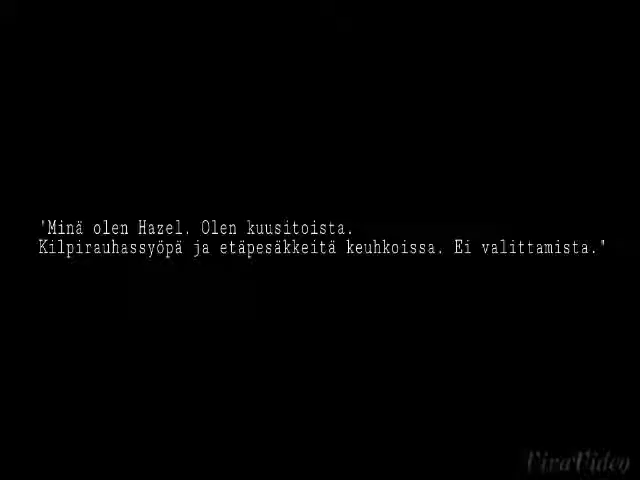 'Minä olen Hazel. Olen kuusitoista.
Kilpirauhassyöpä ja etäpesäkkeitä keuhkoissa. Ei valittamista.'
VivaVideo